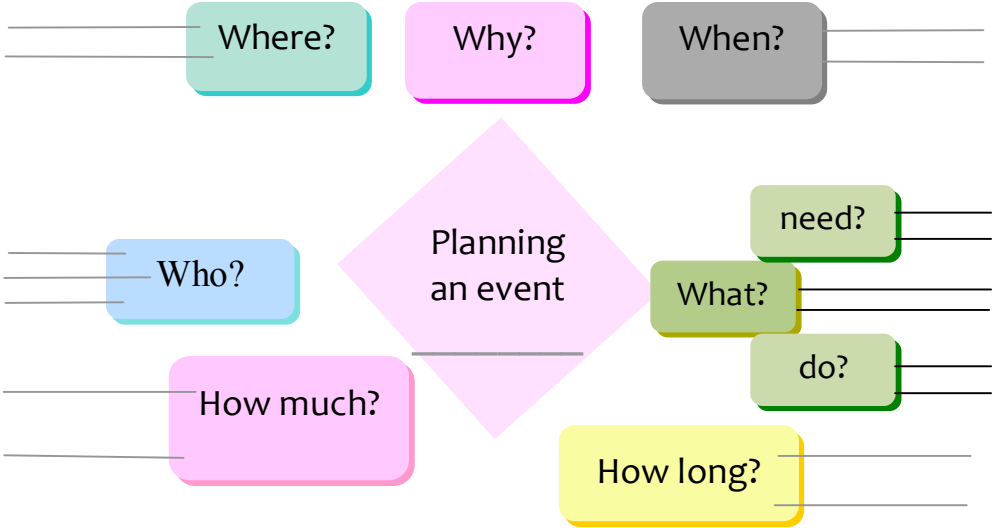 Where?
Why?
When?
need?
Planning
an event
Who?
What?
do?
How much?
How long?